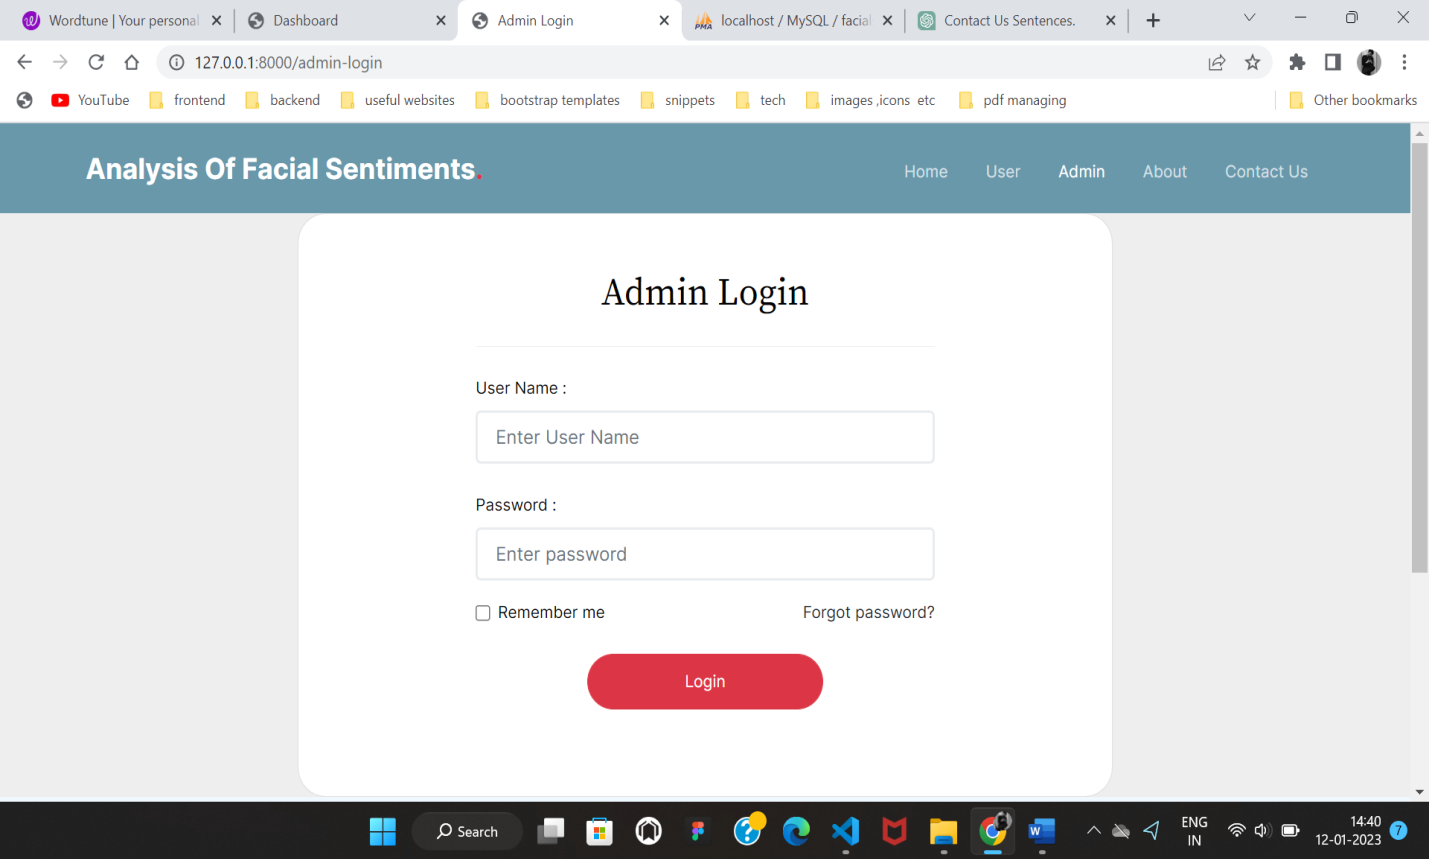 Wordtune | Your personal
Dashboard
Admin Login
localhost / MySQL / facial
Contact Us Sentences.
127.0.0.1:8000/admin-login
YouTube
frontend
backend
useful websites
bootstrap templates
snippets
tech
images ,icons etc
pdf managing
Other bookmarks
Analysis Of Facial Sentiments.
Home
User
Admin
About
Contact Us
Admin Login
User Name :
Enter User Name
Password :
Enter password
Remember me
Forgot password?
Login
Search
ENG
IN
14:40
12-01-2023
7